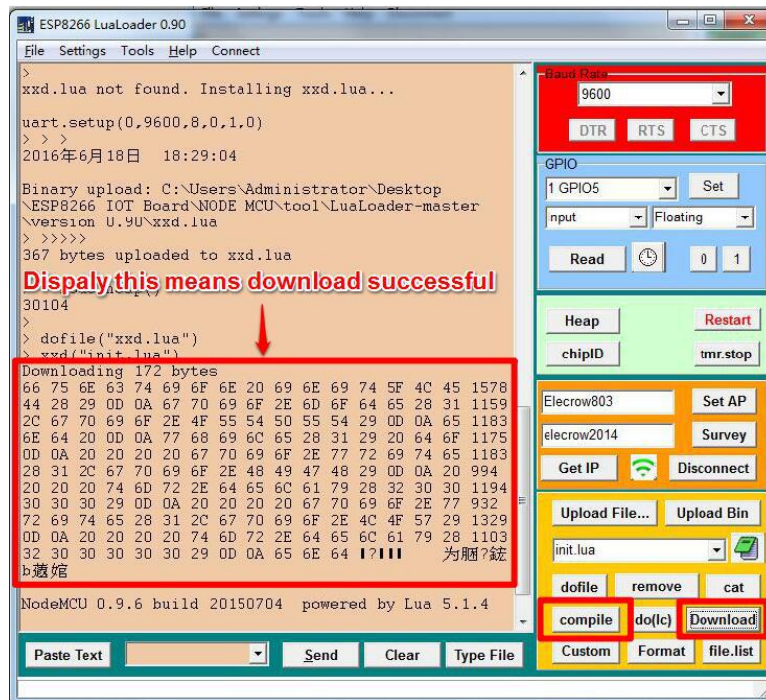 ESP8266 LuaLoader 0.90
File Settings Tools Help Connect
>
xxd.lua not found. Installing xxd.lua...
uart.setup(0,9600,8,0,1,0)
> > >
2016年6月18日 18:29:04
Binary upload: C:\Users\Administrator\Desktop
\ESP8266 IOT Board\NODE MCU\tool\LuaLoader-master
\version 0.90\xxd.lua
> >>>>>
367 bytes uploaded to xxd.lua
Dispaly this means download successful
30104
>
> dofile("xxd.lua")
> xxd("init.lua")
Downloading 172 bytes
66 75 6E 63 74 69 6F 6E 20 69 6E 69 74 5F 4C 45 1578
44 28 29 0D 0A 67 70 69 6F 2E 6D 6F 64 65 28 31 1159
2C 67 70 69 6F 2E 4F 55 54 50 55 54 29 0D 0A 65 1183
6E 64 20 0D 0A 77 68 69 6C 65 28 31 29 20 64 6F 1175
0D 0A 20 20 20 20 67 70 69 6F 2E 77 72 69 74 65 1183
28 31 2C 67 70 69 6F 2E 48 49 47 48 29 0D 0A 20 994
20 20 20 74 6D 72 2E 64 65 6C 61 79 28 32 30 30 1194
30 30 30 29 0D 0A 20 20 20 20 67 70 69 6F 2E 77 932
72 69 74 65 28 31 2C 67 70 69 6F 2E 4C 4F 57 29 1329
0D 0A 20 20 20 20 74 6D 72 2E 64 65 6C 61 79 28 1103
32 30 30 30 30 30 29 0D 0A 65 6E 64
NodeMCU 0.9.6 build 20150704 powered by Lua 5.1.4
Paste Text Send Clear Type File
Baud Rate
9600
DTR RTS CTS
GPIO
1 GPIO5 Set
Input Floating
Read 0 1
Heap Restart
chipID tmr.stop
Elecrow803 Set AP
elecrow2014 Survey
Get IP Disconnect
Upload File... Upload Bin
init.lua
dofile remove cat
compile do(lc) Download
Custom Format file.list